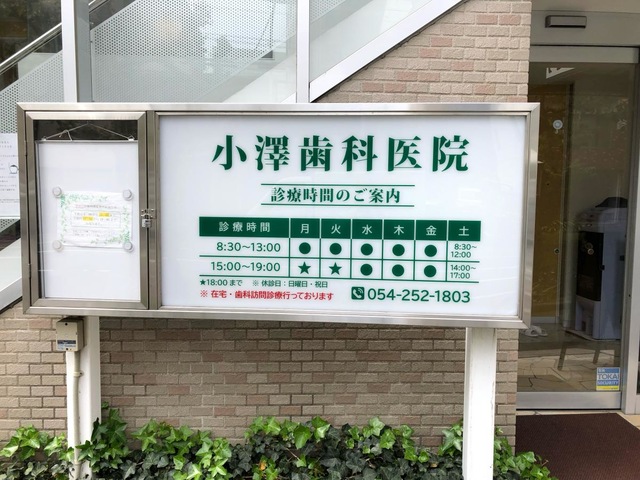 小澤歯科医院
診療時間のご案内
診療時間 月 火 水 木 金 土
8:30〜13:00 ● ● ● ● ● 8:30〜12:00
15:00〜19:00 ★ ★ ● ● ● 14:00〜17:00
★18:00まで ※ 休診日：日曜日・祝日
※ 在宅・歯科訪問診療行っております
054-252-1803
TOKAI
SECURITY